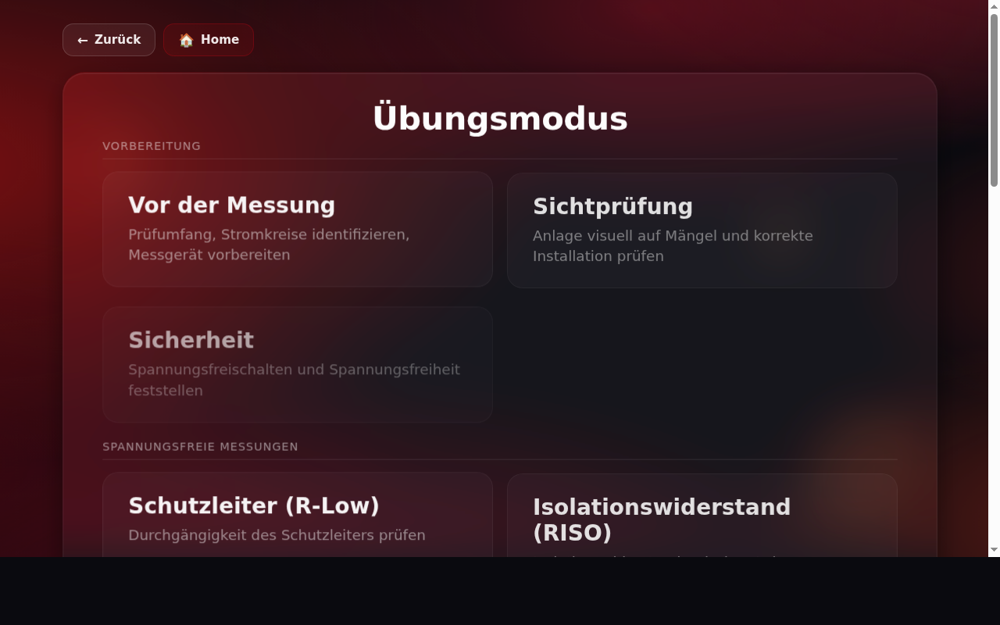 ← Zurück
🏠 Home
Übungsmodus
VORBEREITUNG
Vor der Messung
Prüfumfang, Stromkreise identifizieren,
Messgerät vorbereiten
Sichtprüfung
Anlage visuell auf Mängel und korrekte
Installation prüfen
Sicherheit
Spannungsfreischalten und Spannungsfreiheit
feststellen
SPANNUNGSFREIE MESSUNGEN
Schutzleiter (R-Low)
Durchgängigkeit des Schutzleiters prüfen
Isolationswiderstand
(RISO)